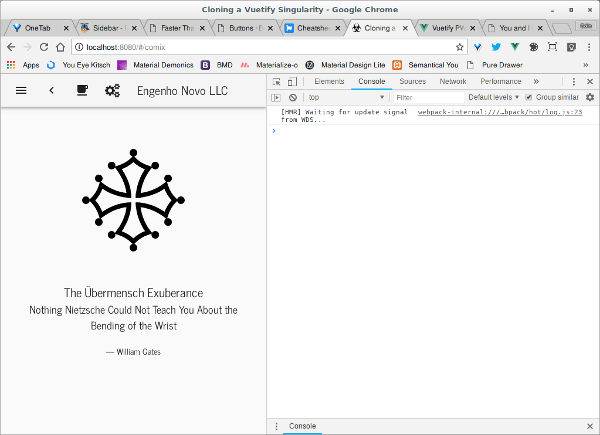 Cloning a Vuetify Singularity - Google Chrome
OneTab
Sidebar -
Faster Tha
Buttons · B
Cheatshee
Cloning a
Vuetify PW
You and I
localhost:8080/#/comix
Apps
You Eye Kitsch
Material Demonics
BMD
Materialize-o
Material Design Lite
Semantical You
Pure Drawer
»
Engenho Novo LLC
Elements
Console
Sources
Network
Performance
»
top
Filter
Default levels
Group similar
[HMR] Waiting for update signal
from WDS...
webpack-internal:///…bpack/hot/log.js:23
The Übermensch Exuberance
Nothing Nietzsche Could Not Teach You About the
Bending of the Wrist
— William Gates
Console